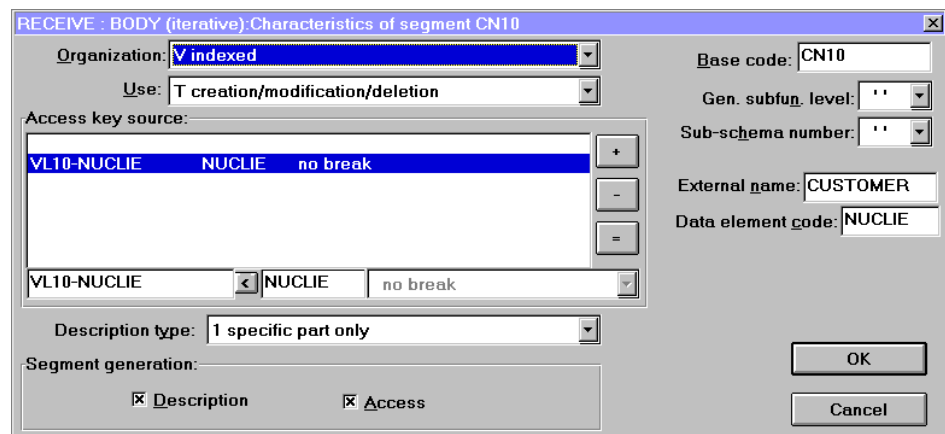 RECEIVE : BODY (iterative):Characteristics of segment CN10
Organization: V indexed
Base code: CN10
Use: T creation/modification/deletion
Gen. subfun. level: ' '
Access key source:
Sub-schema number: ' '
VL10-NUCLIE NUCLIE no break
+
-
=
External name: CUSTOMER
Data element code: NUCLIE
VL10-NUCLIE < NUCLIE no break
Description type: 1 specific part only
Segment generation:
Description Access
OK
Cancel